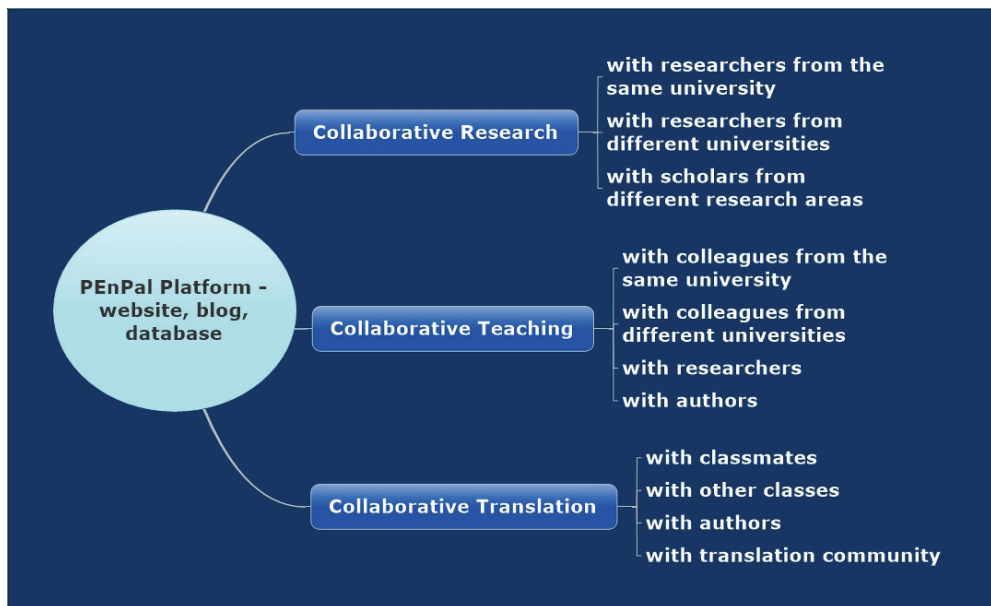 PEnPal Platform -
website, blog,
database
Collaborative Research
with researchers from the
same university
with researchers from
different universities
with scholars from
different research areas
Collaborative Teaching
with colleagues from the
same university
with colleagues from
different universities
with researchers
with authors
Collaborative Translation
with classmates
with other classes
with authors
with translation community